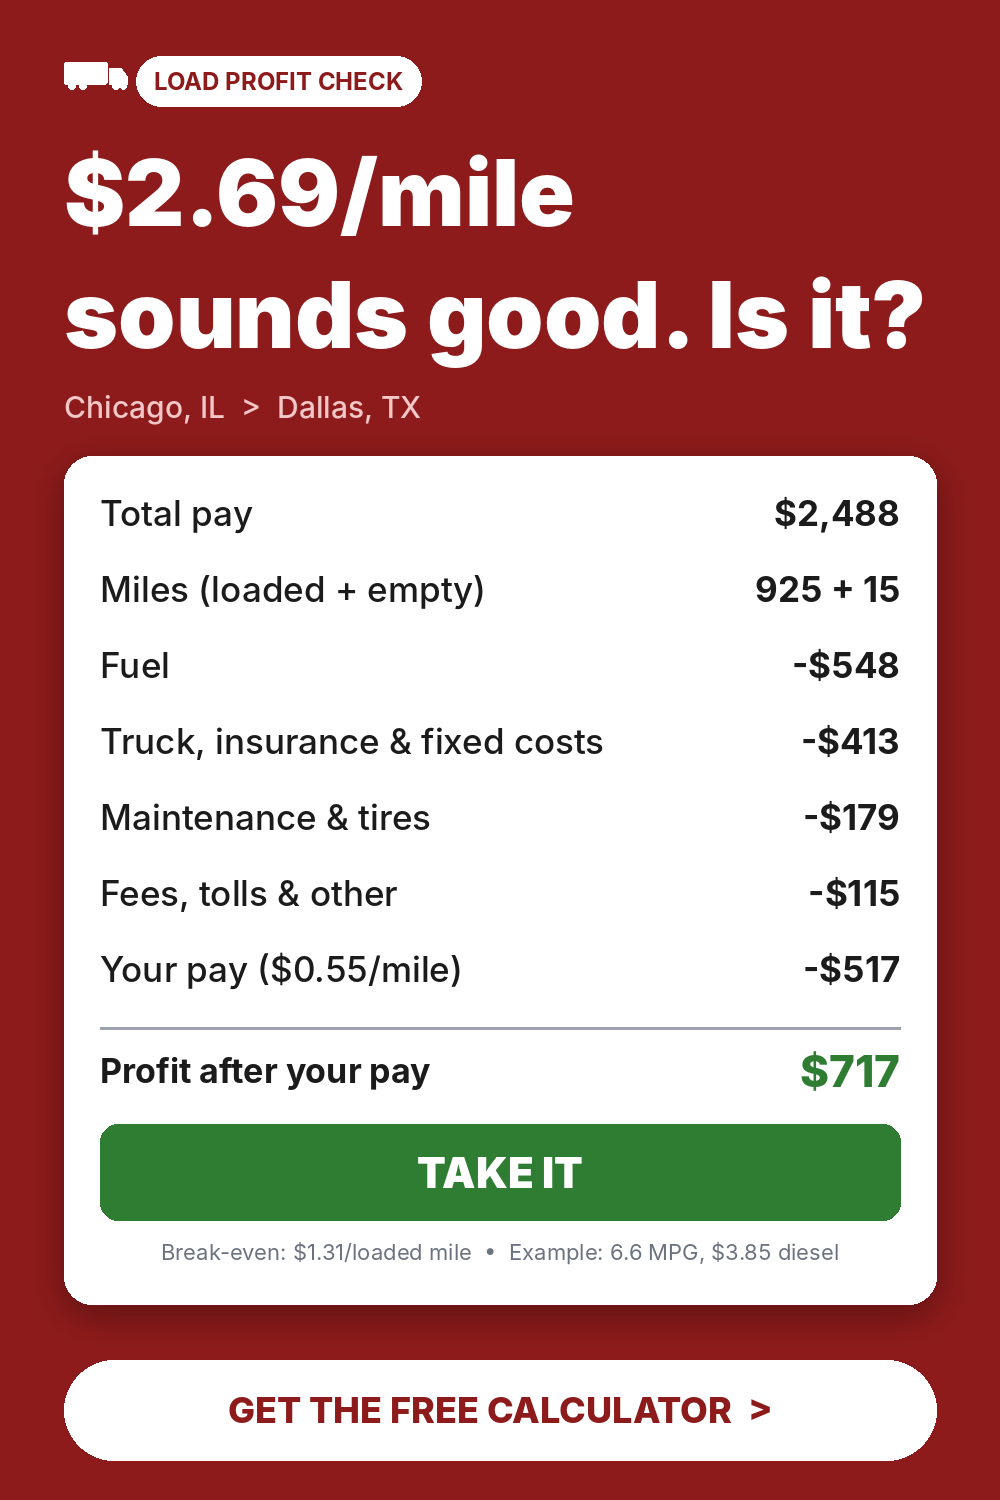 LOAD PROFIT CHECK
$2.69/mile
sounds good. Is it?
Chicago, IL > Dallas, TX
Total pay $2,488
Miles (loaded + empty) 925 + 15
Fuel -$548
Truck, insurance & fixed costs -$413
Maintenance & tires -$179
Fees, tolls & other -$115
Your pay ($0.55/mile) -$517
Profit after your pay $717
TAKE IT
Break-even: $1.31/loaded mile • Example: 6.6 MPG, $3.85 diesel
GET THE FREE CALCULATOR >